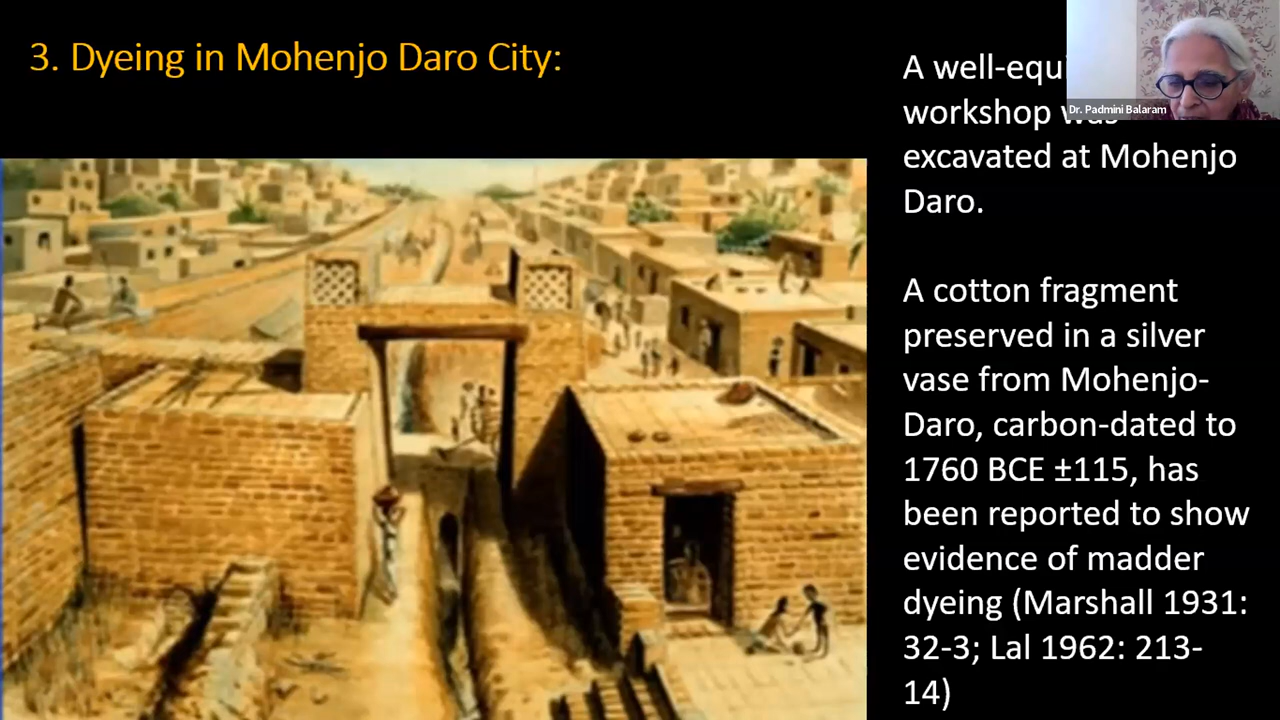 3. Dyeing in Mohenjo Daro City:
A well-equi
workshop was
excavated at Mohenjo
Daro.
A cotton fragment
preserved in a silver
vase from Mohenjo-
Daro, carbon-dated to
1760 BCE ±115, has
been reported to show
evidence of madder
dyeing (Marshall 1931:
32-3; Lal 1962: 213-
14)
Dr. Padmini Balaram